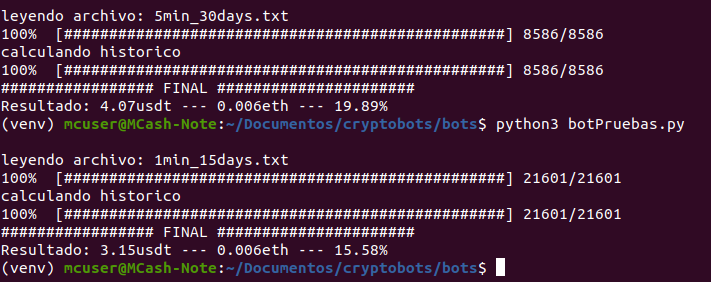 leyendo archivo: 5min_30days.txt
100% [################################################] 8586/8586
calculando historico
100% [################################################] 8586/8586
################# FINAL ######################
Resultado: 4.07usdt --- 0.006eth --- 19.89%
(venv) mcuser@MCash-Note:~/Documentos/cryptobots/bots$ python3 botPruebas.py
leyendo archivo: 1min_15days.txt
100% [################################################] 21601/21601
calculando historico
100% [################################################] 21601/21601
################# FINAL ######################
Resultado: 3.15usdt --- 0.006eth --- 15.58%
(venv) mcuser@MCash-Note:~/Documentos/cryptobots/bots$